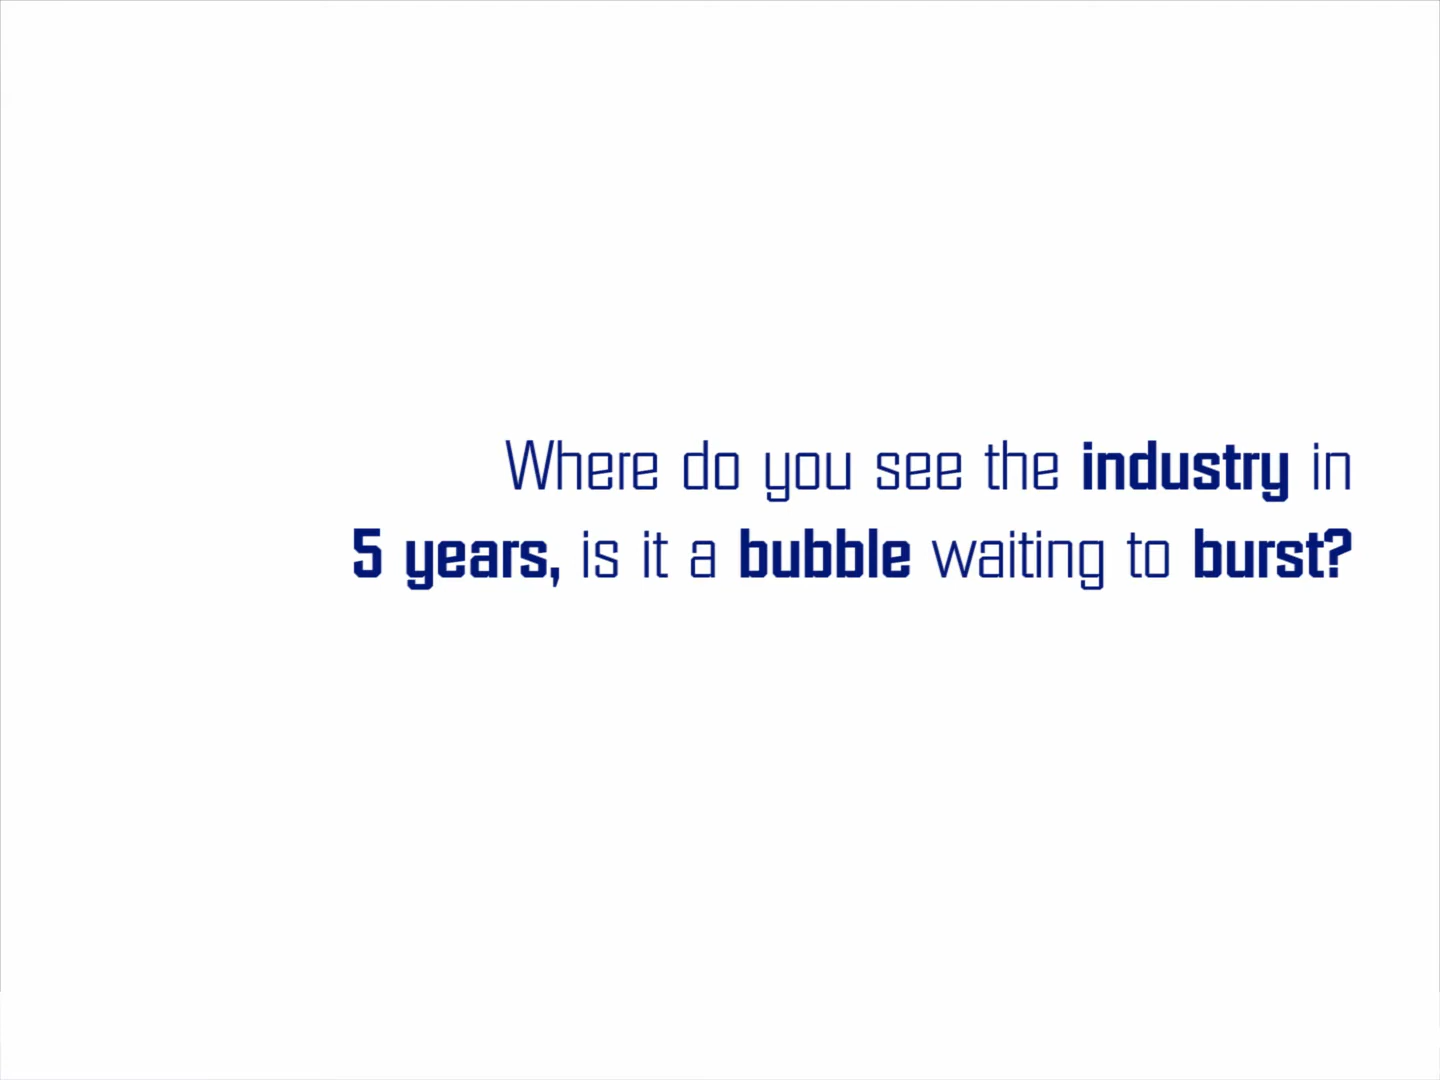 Where do you see the industry in
5 years, is it a bubble waiting to burst?